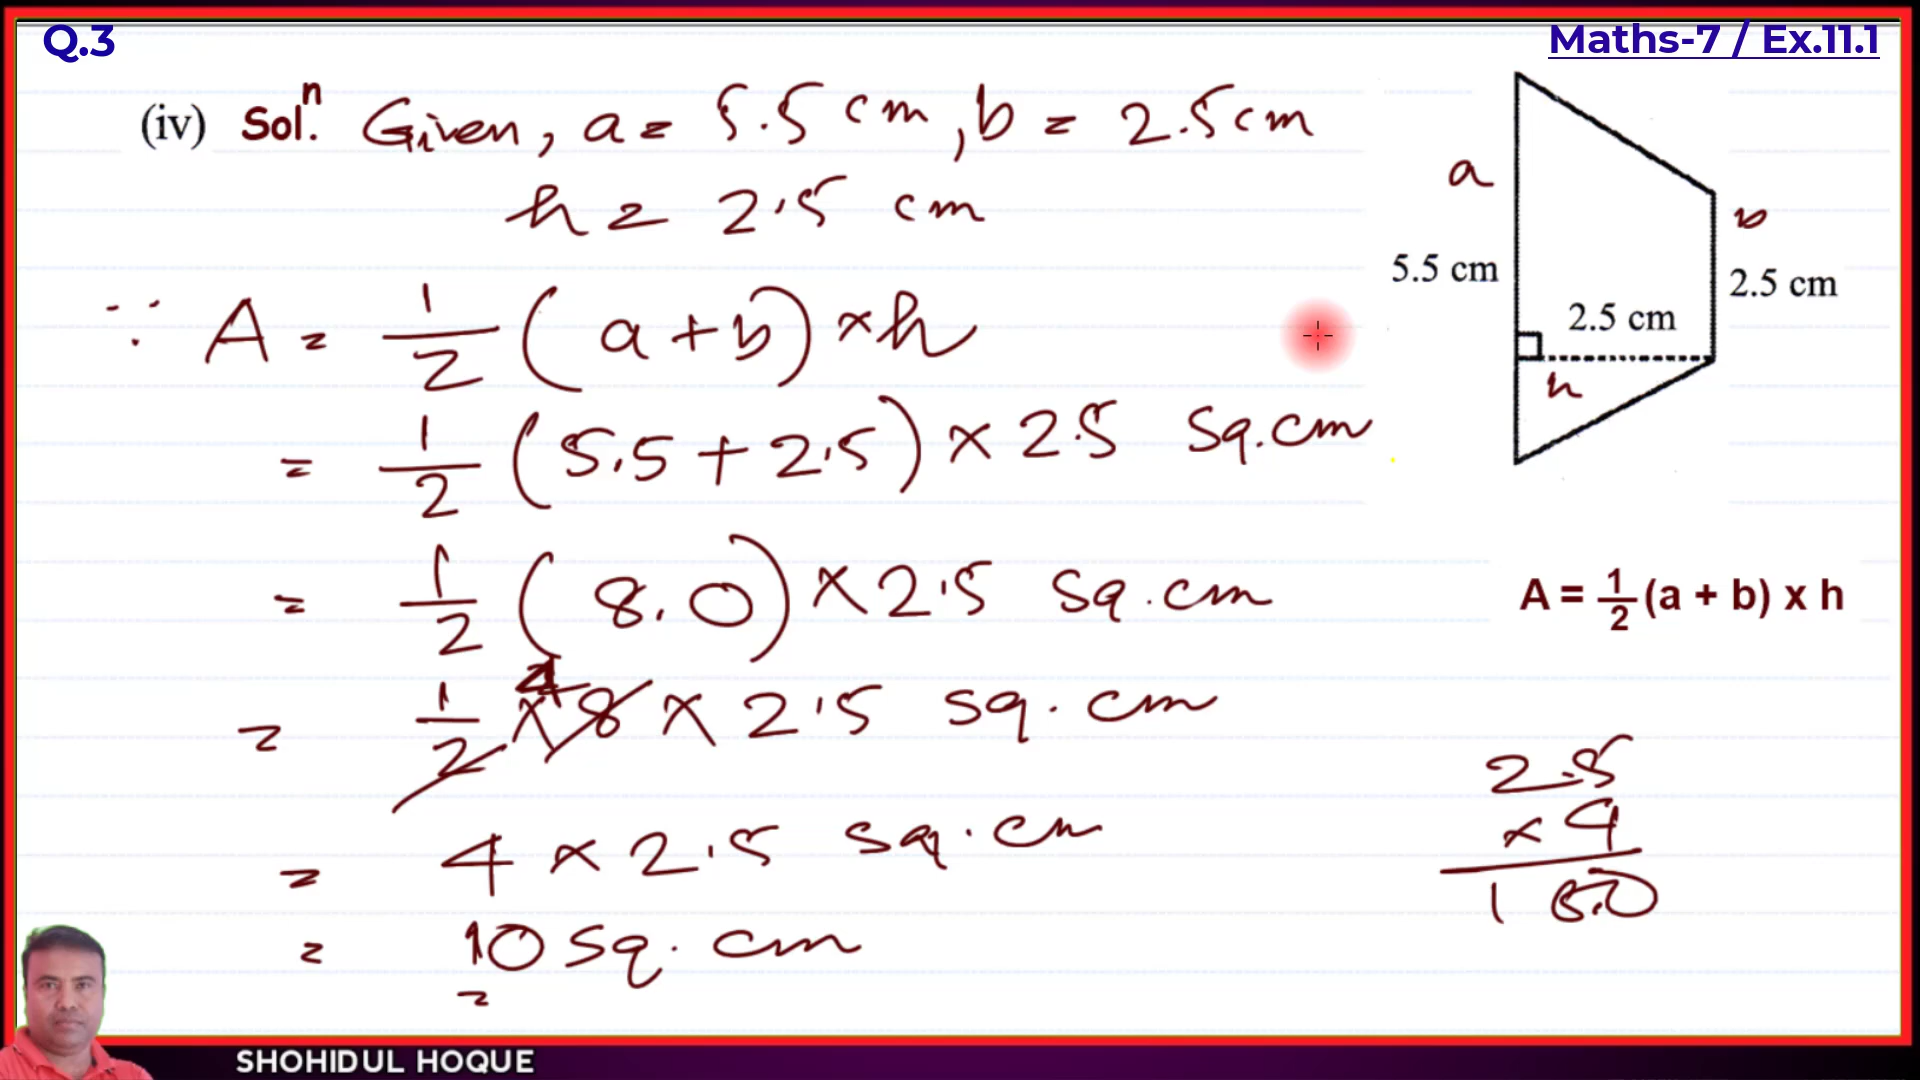 Q.3
Maths-7 / Ex.11.1
(iv) Solⁿ. Given, a = 5.5 cm, b = 2.5 cm
h = 2.5 cm
∵ A = 1/2 (a + b) × h
= 1/2 (5.5 + 2.5) × 2.5 sq. cm
= 1/2 (8.0) × 2.5 sq. cm
= 1/2 × 8 × 2.5 sq. cm
4
= 4 × 2.5 sq. cm
= 10 sq. cm
a
b
5.5 cm
2.5 cm
2.5 cm
h
A = 1/2 (a + b) x h
2.5
× 4
SHOHIDUL HOQUE